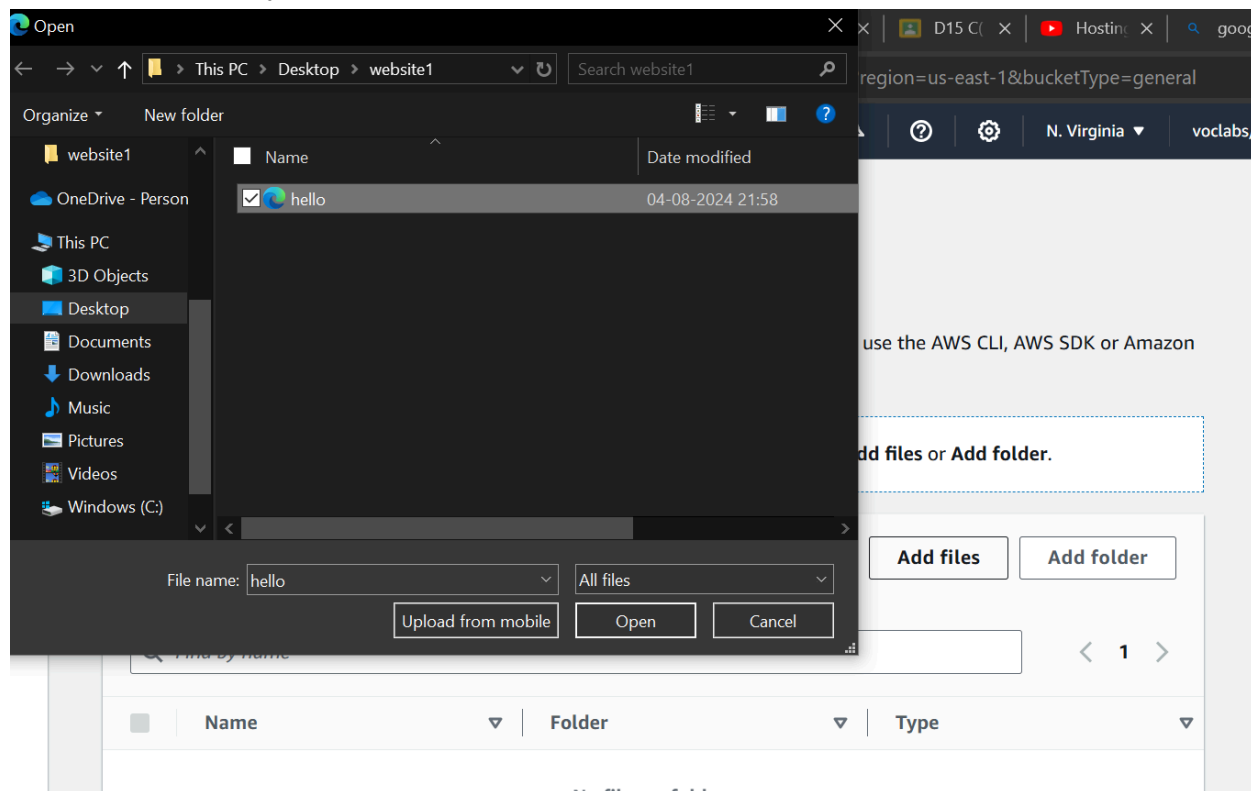 Open
D15 C(
Hosting
goog
This PC > Desktop > website1
Search website1
region=us-east-1&bucketType=general
Organize
New folder
N. Virginia
voclabs/
website1
Name
Date modified
OneDrive - Person
hello
04-08-2024 21:58
This PC
3D Objects
Desktop
Documents
use the AWS CLI, AWS SDK or Amazon
Downloads
Music
Pictures
dd files or Add folder.
Videos
Windows (C:)
Add files
Add folder
File name: hello
All files
Upload from mobile
Open
Cancel
Find by name
1
Name
Folder
Type